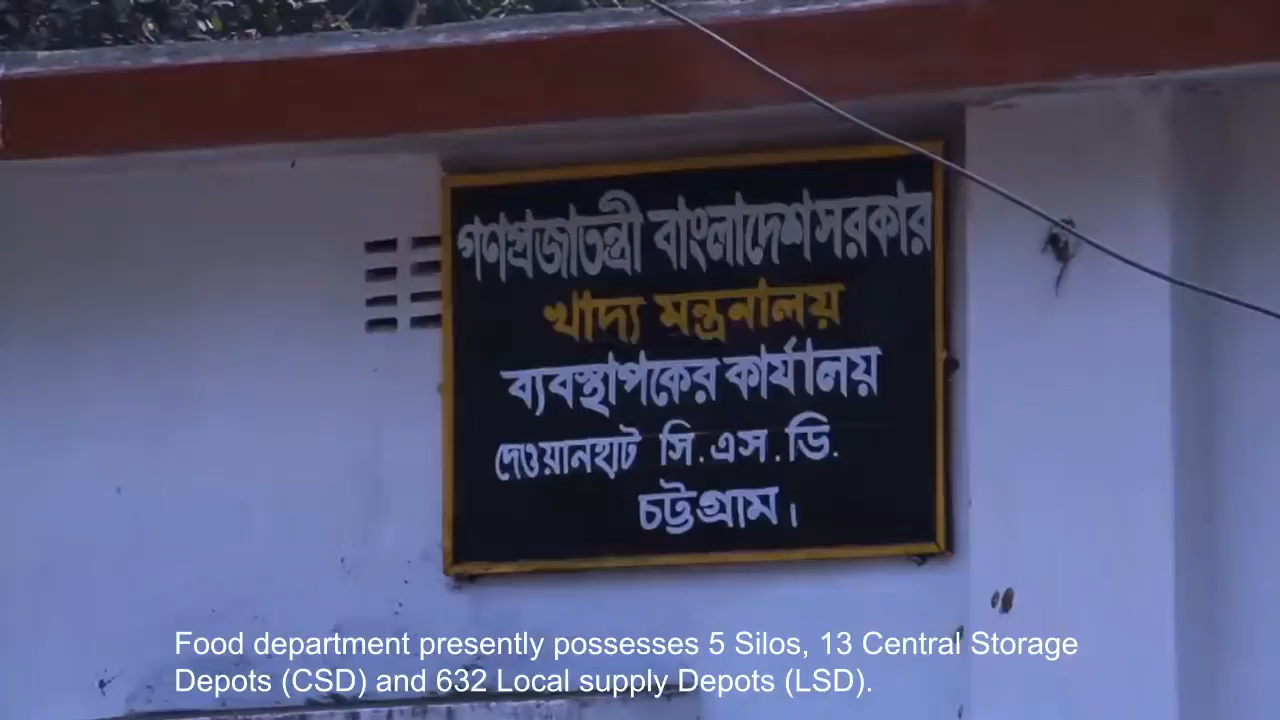 গণপ্রজাতন্ত্রী বাংলাদেশ সরকার
খাদ্য মন্ত্রনালয়
ব্যবস্থাপকের কার্যালয়
দেওয়ানহাট সি.এস.ডি.
চট্টগ্রাম।
Food department presently possesses 5 Silos, 13 Central Storage
Depots (CSD) and 632 Local supply Depots (LSD).